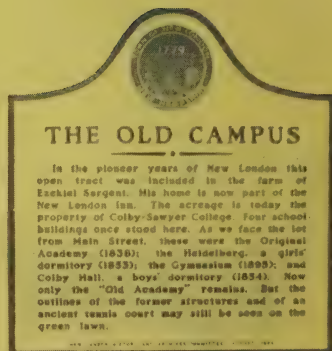 1779
THE OLD CAMPUS
In the pioneer years of New London this
open tract was included in the farm of
Ezekiel Sargent. His home is now part of the
New London Inn. The acreage is today the
property of Colby-Sawyer College. Four school
buildings once stood here. As we face the lot
from Main Street, these were the Original
Academy (1838); the Heidelberg, a girls'
dormitory (1853); the Gymnasium (1895); and
Colby Hall, a boys' dormitory (1854). Now
only the "Old Academy" remains. But the
outlines of the former structures and of an
ancient tennis court may still be seen on the
green lawn.